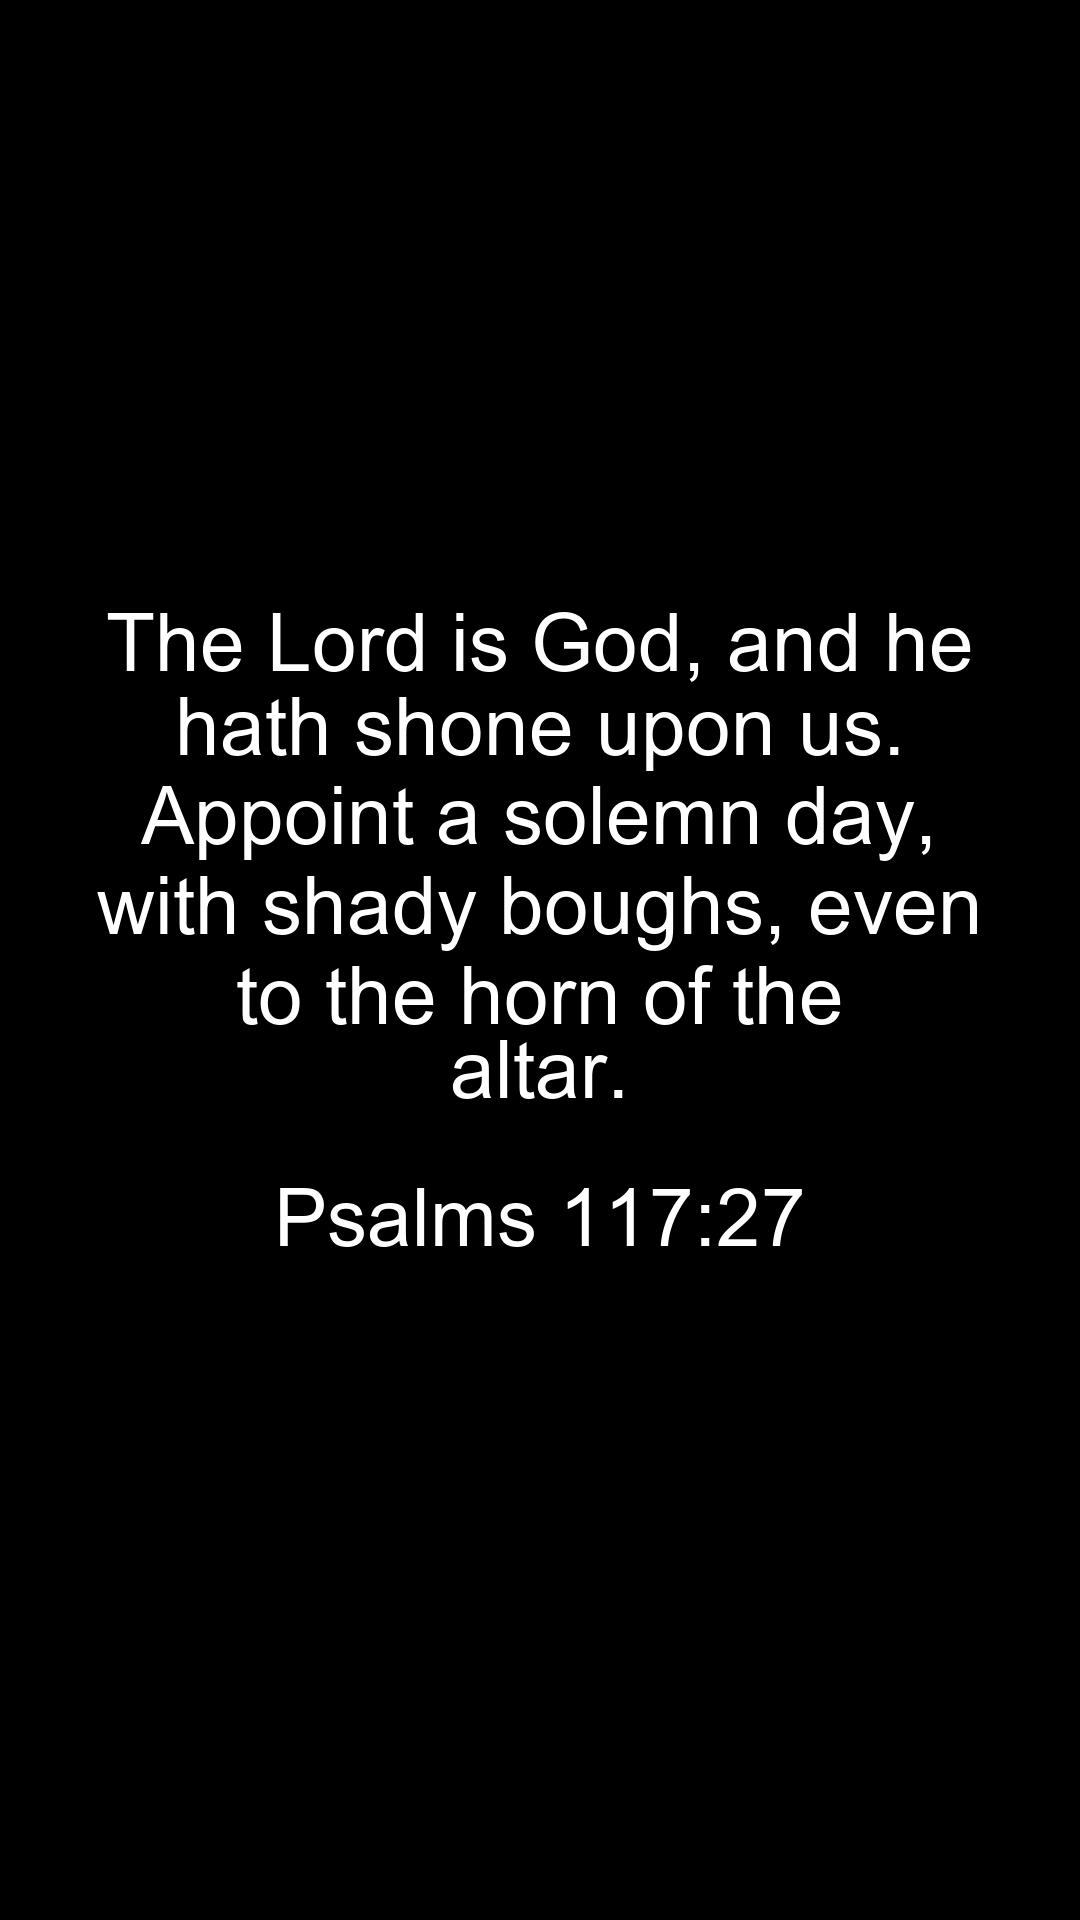 The Lord is God, and he
hath shone upon us.
Appoint a solemn day,
with shady boughs, even
to the horn of the
altar.
Psalms 117:27